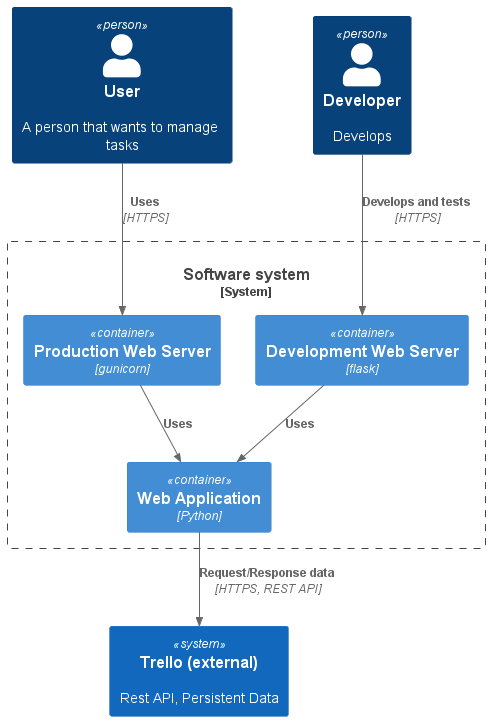 «person»
User
A person that wants to manage
tasks
«person»
Developer
Develops
Uses
[HTTPS]
Develops and tests
[HTTPS]
Software system
[System]
«container»
Production Web Server
[gunicorn]
«container»
Development Web Server
[flask]
Uses
Uses
«container»
Web Application
[Python]
Request/Response data
[HTTPS, REST API]
«system»
Trello (external)
Rest API, Persistent Data